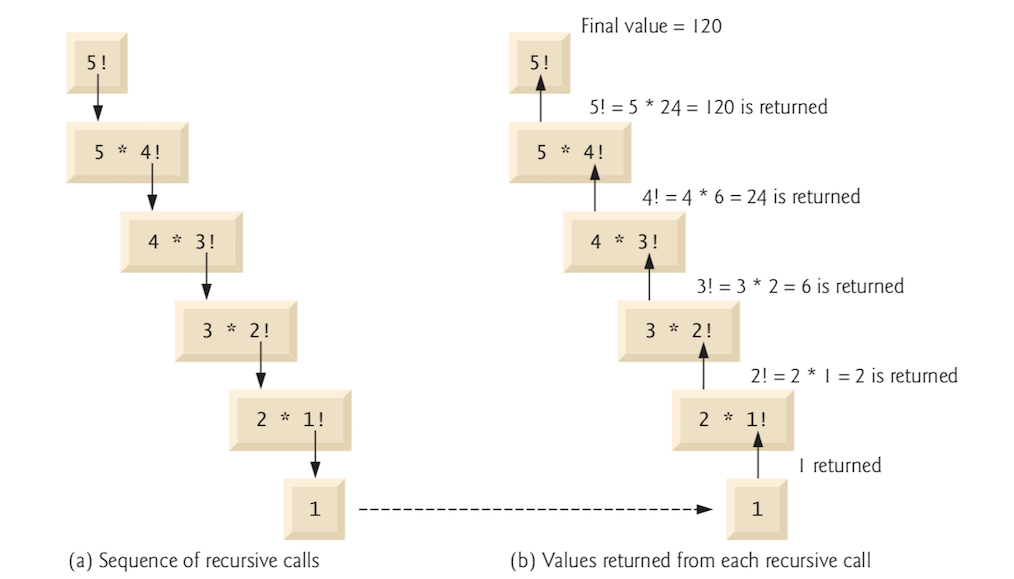 5!
5 * 4!
4 * 3!
3 * 2!
2 * 1!
1
(a) Sequence of recursive calls
Final value = 120
5!
5! = 5 * 24 = 120 is returned
5 * 4!
4! = 4 * 6 = 24 is returned
4 * 3!
3! = 3 * 2 = 6 is returned
3 * 2!
2! = 2 * 1 = 2 is returned
2 * 1!
1 returned
1
(b) Values returned from each recursive call